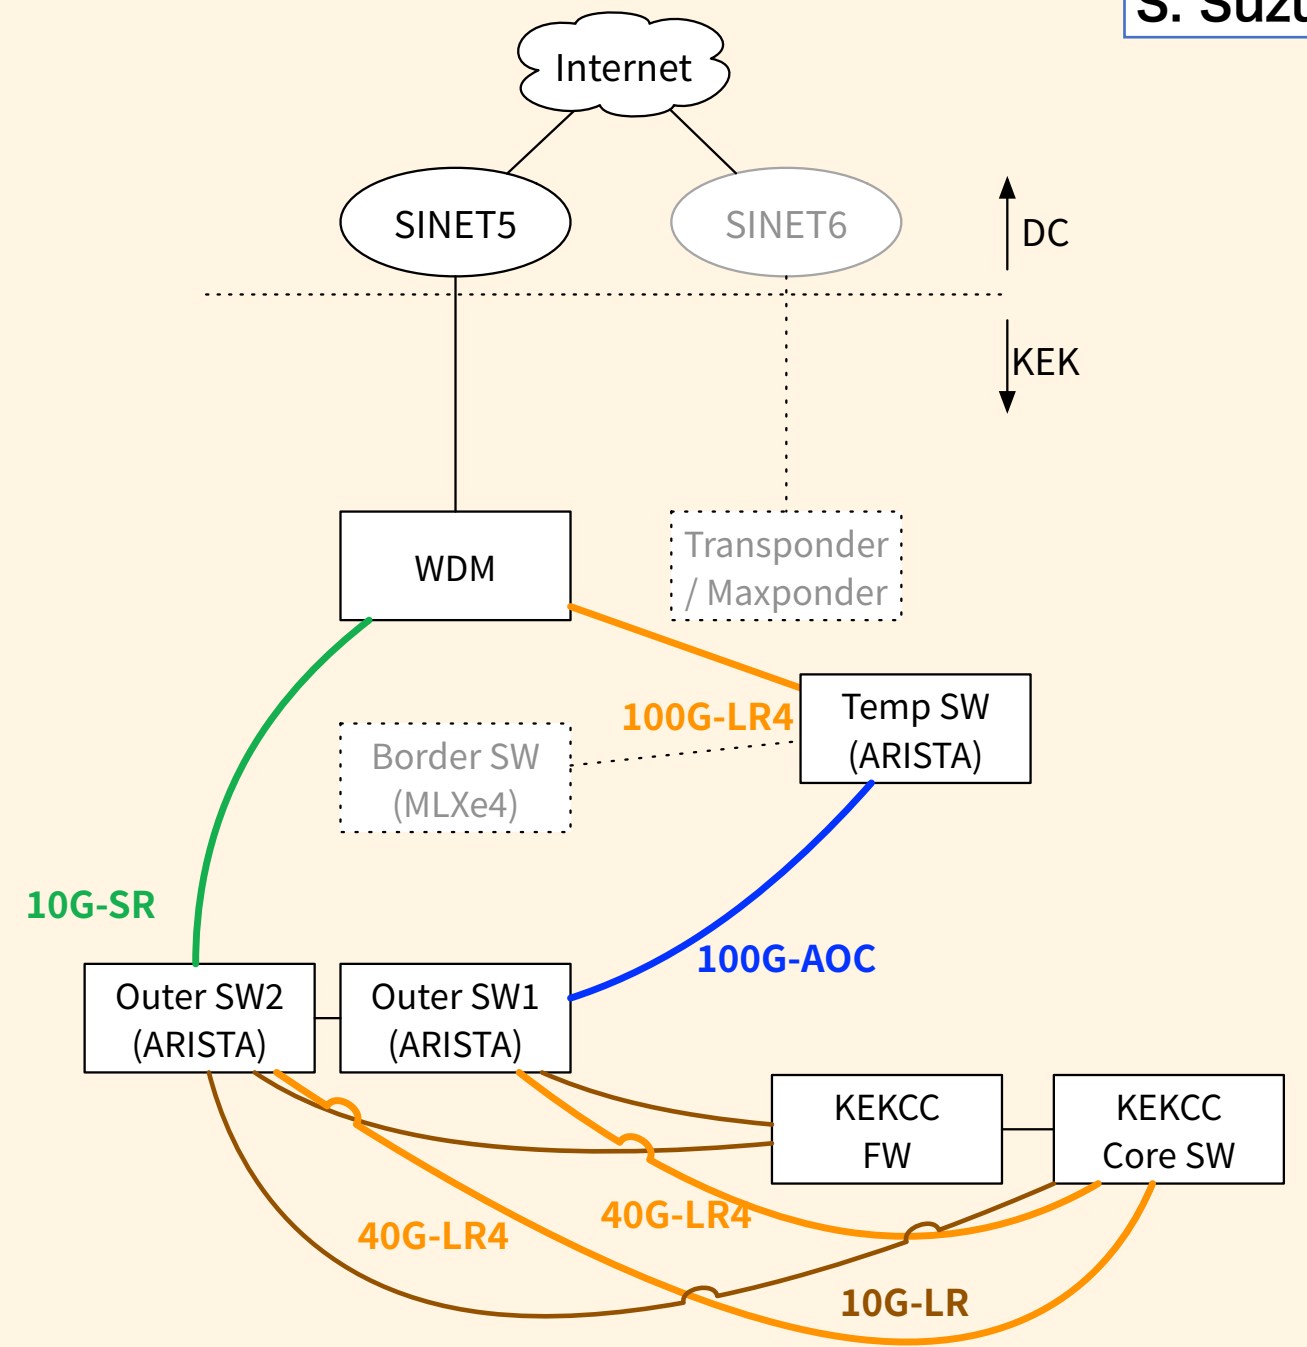 S. Suzu
Internet
SINET5
SINET6
DC
KEK
WDM
Transponder
/ Maxponder
100G-LR4
Temp SW
(ARISTA)
Border SW
(MLXe4)
10G-SR
100G-AOC
Outer SW2
(ARISTA)
Outer SW1
(ARISTA)
KEKCC
FW
KEKCC
Core SW
40G-LR4
40G-LR4
10G-LR